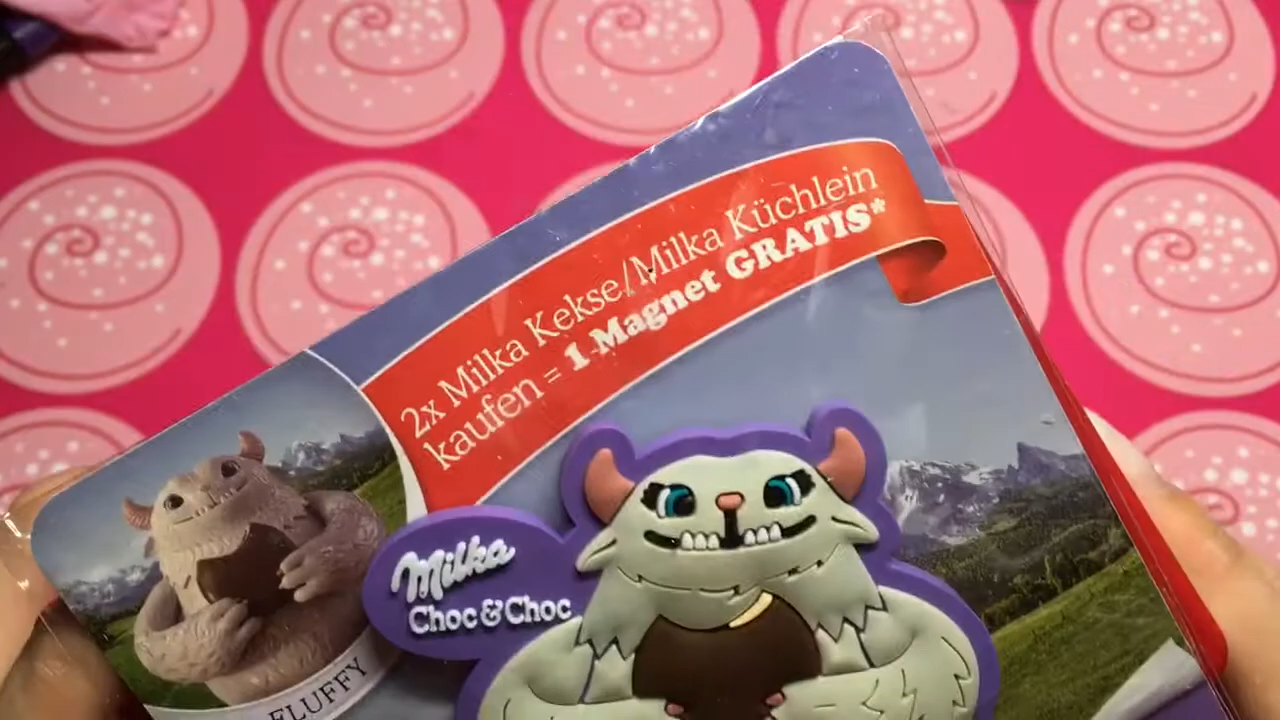 2x Milka Kekse/Milka Küchlein
kaufen = 1 Magnet GRATIS*
Milka
Choc&Choc
FLUFFY